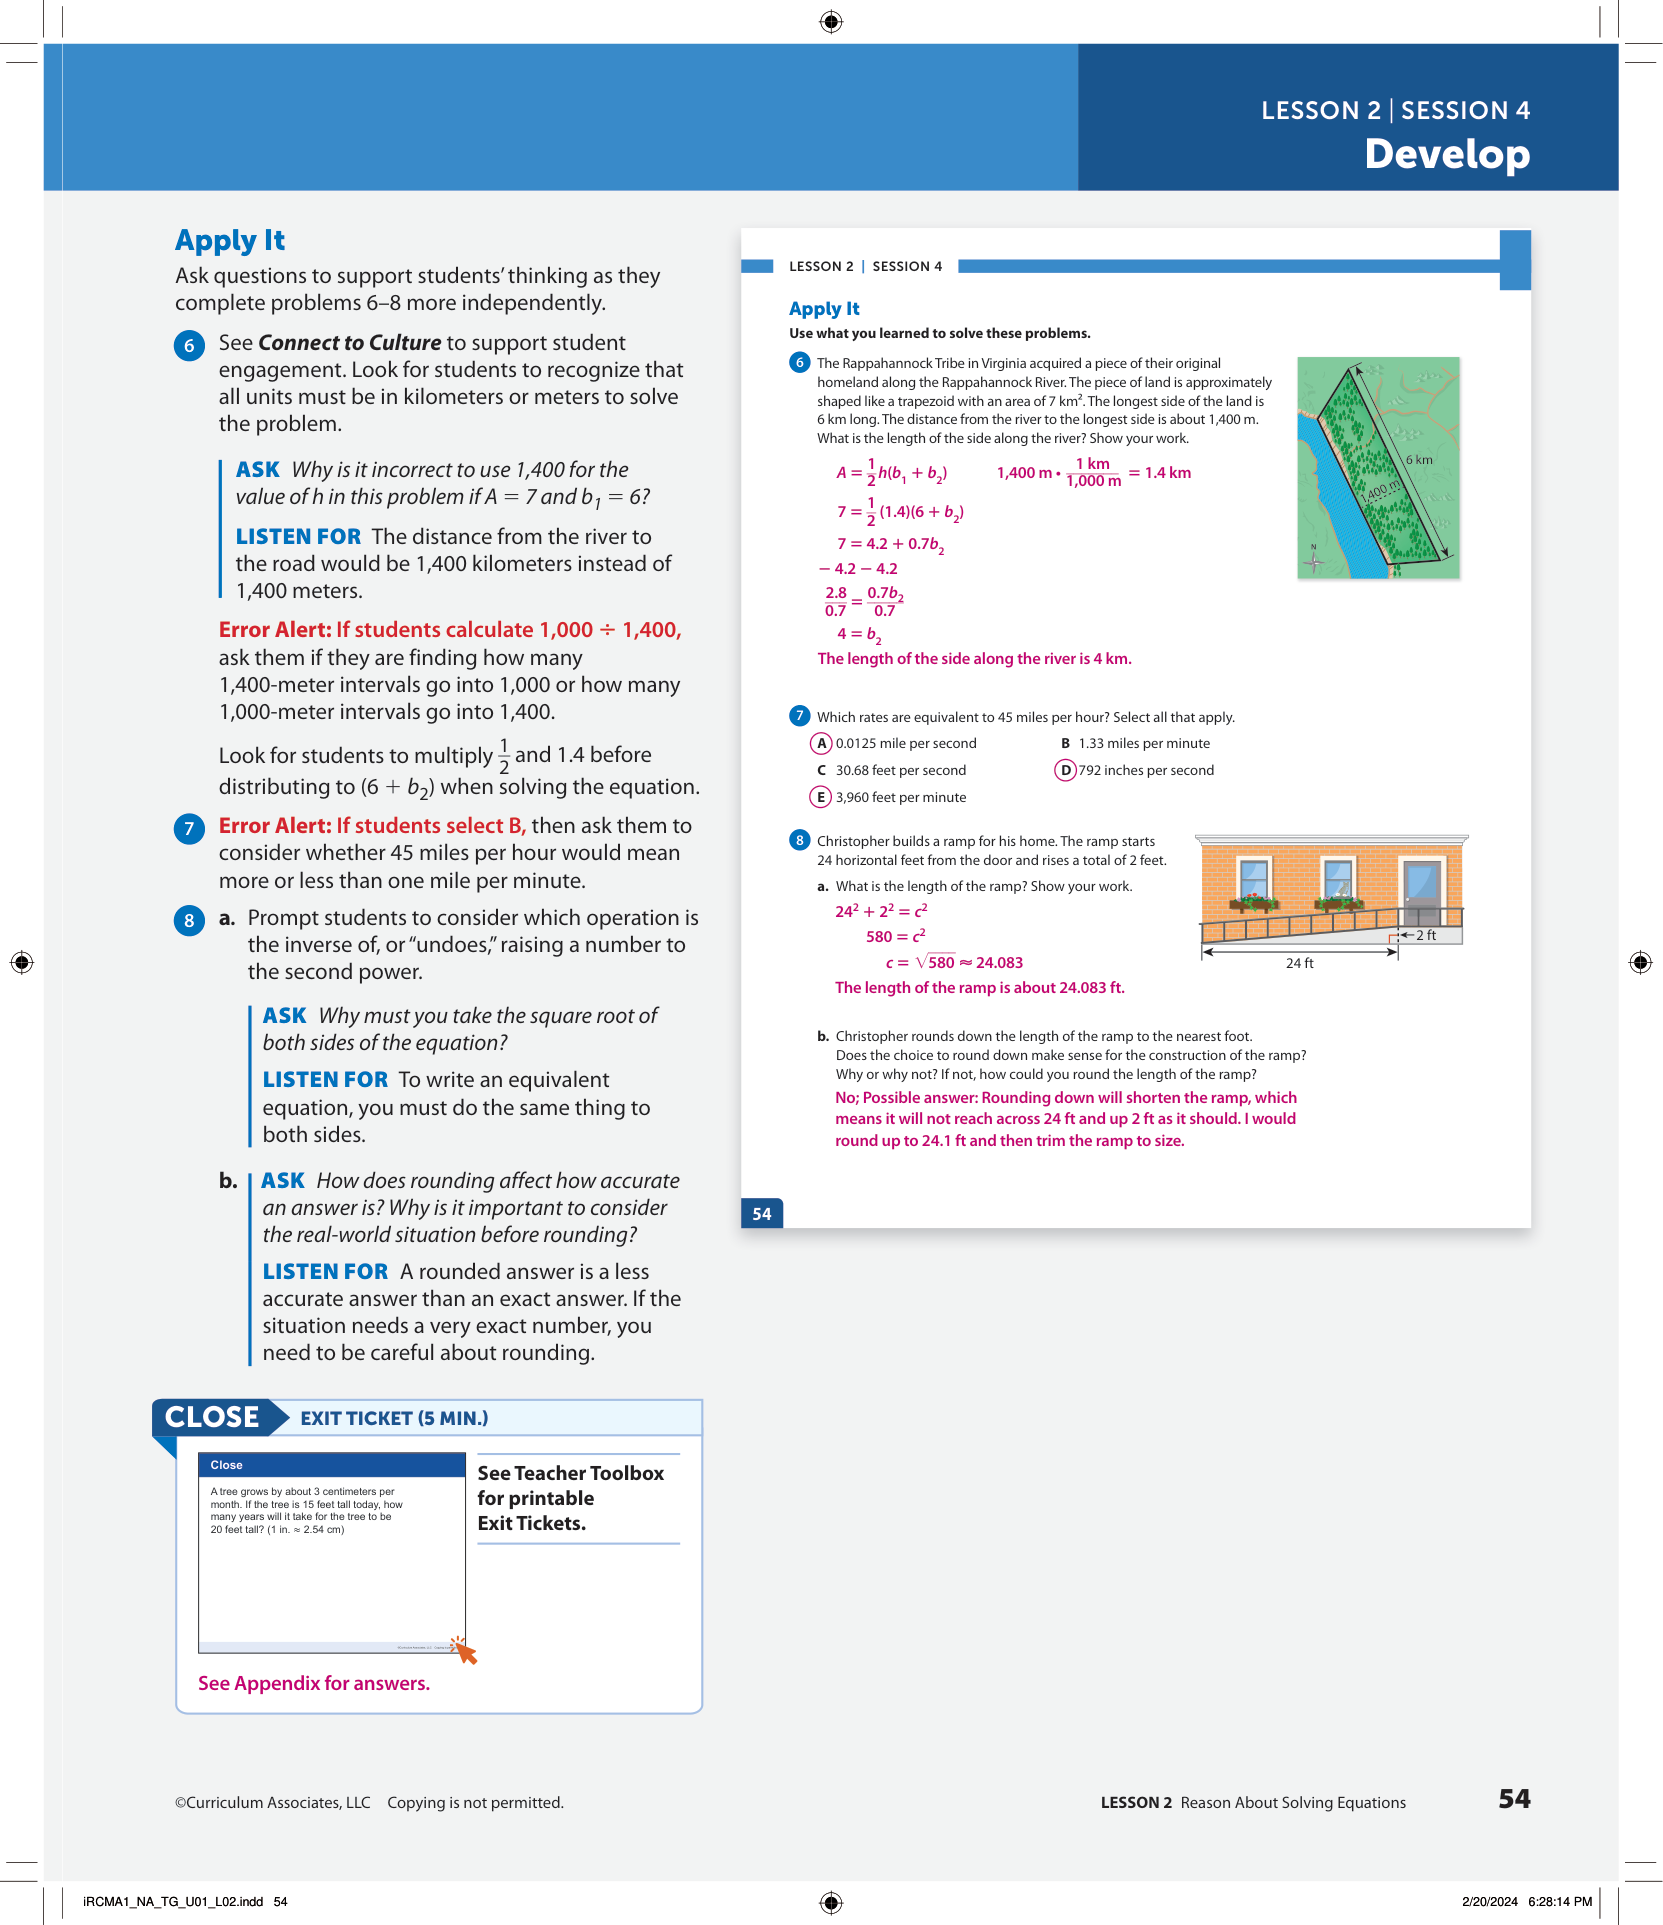 LESSON 2 | SESSION 4
Develop
Apply It
Ask questions to support students’ thinking as they
complete problems 6–8 more independently.
6 See Connect to Culture to support student
engagement. Look for students to recognize that
all units must be in kilometers or meters to solve
the problem.
ASK Why is it incorrect to use 1,400 for the
value of h in this problem if A = 7 and b₁ = 6?
LISTEN FOR The distance from the river to
the road would be 1,400 kilometers instead of
1,400 meters.
Error Alert: If students calculate 1,000 ÷ 1,400,
ask them if they are finding how many
1,400-meter intervals go into 1,000 or how many
1,000-meter intervals go into 1,400.
Look for students to multiply 1/2 and 1.4 before
distributing to (6 + b₂) when solving the equation.
7 Error Alert: If students select B, then ask them to
consider whether 45 miles per hour would mean
more or less than one mile per minute.
8 a. Prompt students to consider which operation is
the inverse of, or “undoes,” raising a number to
the second power.
ASK Why must you take the square root of
both sides of the equation?
LISTEN FOR To write an equivalent
equation, you must do the same thing to
both sides.
b. ASK How does rounding affect how accurate
an answer is? Why is it important to consider
the real-world situation before rounding?
LISTEN FOR A rounded answer is a less
accurate answer than an exact answer. If the
situation needs a very exact number, you
need to be careful about rounding.
CLOSE EXIT TICKET (5 MIN.)
Close
A tree grows by about 3 centimeters per
month. If the tree is 15 feet tall today, how
many years will it take for the tree to be
20 feet tall? (1 in. ≈ 2.54 cm)
See Teacher Toolbox
for printable
Exit Tickets.
See Appendix for answers.
LESSON 2 | SESSION 4
Apply It
Use what you learned to solve these problems.
6 The Rappahannock Tribe in Virginia acquired a piece of their original
homeland along the Rappahannock River. The piece of land is approximately
shaped like a trapezoid with an area of 7 km². The longest side of the land is
6 km long. The distance from the river to the longest side is about 1,400 m.
What is the length of the side along the river? Show your work.
A = 1/2 h(b₁ + b₂) 1,400 m • 1 km/1,000 m = 1.4 km
7 = 1/2 (1.4)(6 + b₂)
7 = 4.2 + 0.7b₂
− 4.2 − 4.2
2.8/0.7 = 0.7b₂/0.7
4 = b₂
The length of the side along the river is 4 km.
6 km
1,400 m
N
7 Which rates are equivalent to 45 miles per hour? Select all that apply.
A 0.0125 mile per second B 1.33 miles per minute
C 30.68 feet per second D 792 inches per second
E 3,960 feet per minute
8 Christopher builds a ramp for his home. The ramp starts
24 horizontal feet from the door and rises a total of 2 feet.
a. What is the length of the ramp? Show your work.
24² + 2² = c²
580 = c²
c = √580 ≈ 24.083
The length of the ramp is about 24.083 ft.
2 ft
24 ft
b. Christopher rounds down the length of the ramp to the nearest foot.
Does the choice to round down make sense for the construction of the ramp?
Why or why not? If not, how could you round the length of the ramp?
No; Possible answer: Rounding down will shorten the ramp, which
means it will not reach across 24 ft and up 2 ft as it should. I would
round up to 24.1 ft and then trim the ramp to size.
54
©Curriculum Associates, LLC Copying is not permitted.
LESSON 2 Reason About Solving Equations 54
iRCMA1_NA_TG_U01_L02.indd 54
2/20/2024 6:28:14 PM